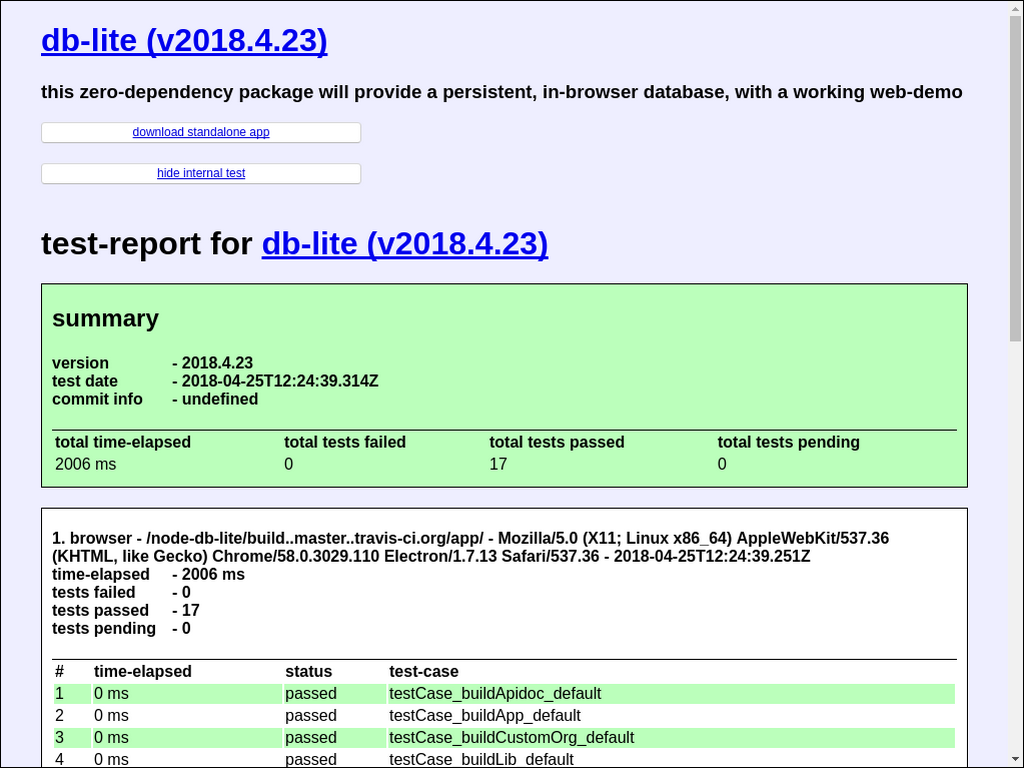 db-lite (v2018.4.23)
this zero-dependency package will provide a persistent, in-browser database, with a working web-demo
download standalone app
hide internal test
test-report for db-lite (v2018.4.23)
summary
version - 2018.4.23
test date - 2018-04-25T12:24:39.314Z
commit info - undefined
total time-elapsed total tests failed total tests passed total tests pending
2006 ms 0 17 0
1. browser - /node-db-lite/build..master..travis-ci.org/app/ - Mozilla/5.0 (X11; Linux x86_64) AppleWebKit/537.36
(KHTML, like Gecko) Chrome/58.0.3029.110 Electron/1.7.13 Safari/537.36 - 2018-04-25T12:24:39.251Z
time-elapsed - 2006 ms
tests failed - 0
tests passed - 17
tests pending - 0
# time-elapsed status test-case
1 0 ms passed testCase_buildApidoc_default
2 0 ms passed testCase_buildApp_default
3 0 ms passed testCase_buildCustomOrg_default
4 0 ms passed testCase_buildLib_default